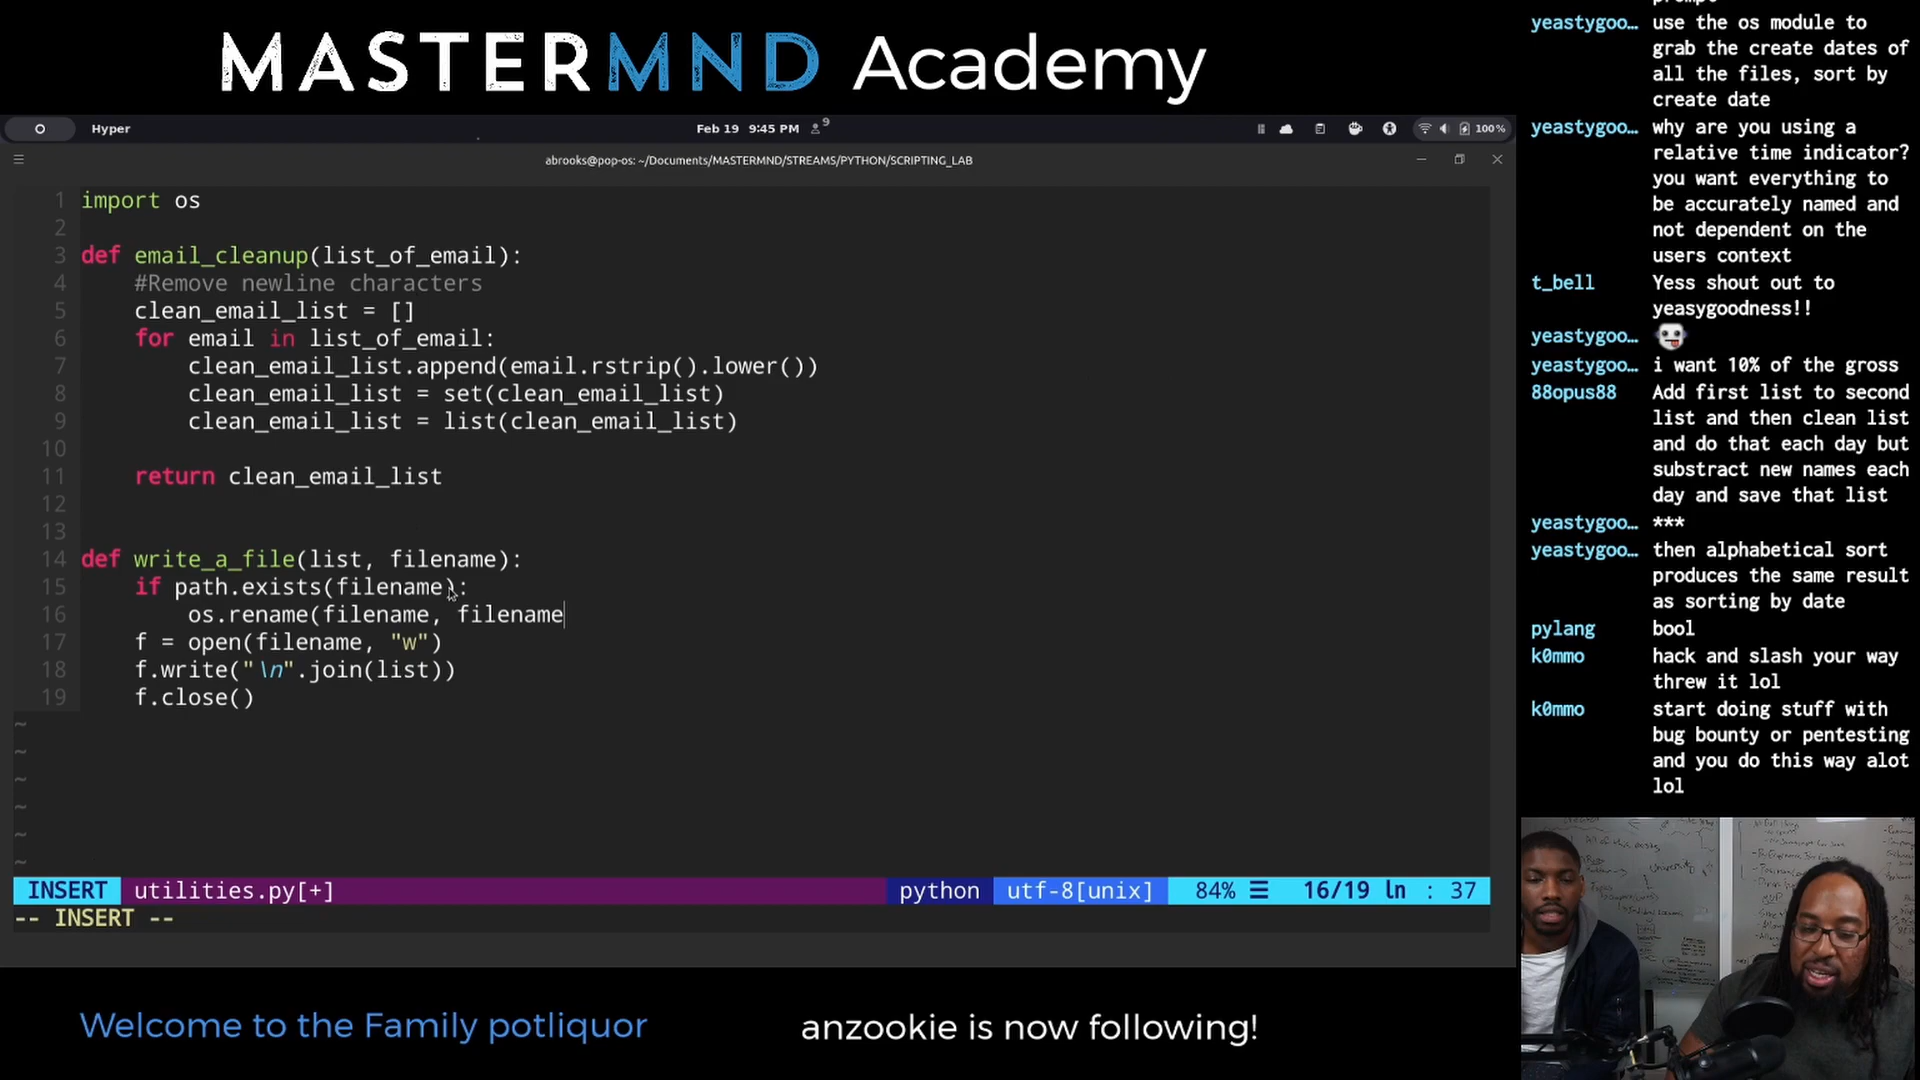 MASTERMND Academy
Hyper
Feb 19 9:45 PM
9
100%
abrooks@pop-os: ~/Documents/MASTERMND/STREAMS/PYTHON/SCRIPTING_LAB
1 import os
2
3 def email_cleanup(list_of_email):
4 #Remove newline characters
5 clean_email_list = []
6 for email in list_of_email:
7 clean_email_list.append(email.rstrip().lower())
8 clean_email_list = set(clean_email_list)
9 clean_email_list = list(clean_email_list)
10
11 return clean_email_list
12
13
14 def write_a_file(list, filename):
15 if path.exists(filename):
16 os.rename(filename, filename
17 f = open(filename, "w")
18 f.write("\n".join(list))
19 f.close()
~
~
~
~
~
~
INSERT utilities.py[+] python utf-8[unix] 84% ☰ 16/19 ln : 37
-- INSERT --
Welcome to the Family potliquor
anzookie is now following!
yeastygoo… use the os module to
grab the create dates of
all the files, sort by
create date
yeastygoo… why are you using a
relative time indicator?
you want everything to
be accurately named and
not dependent on the
users context
t_bell Yess shout out to
yeasygoodness!!
yeastygoo…
yeastygoo… i want 10% of the gross
88opus88 Add first list to second
list and then clean list
and do that each day but
substract new names each
day and save that list
yeastygoo… ***
yeastygoo… then alphabetical sort
produces the same result
as sorting by date
pylang bool
k0mmo hack and slash your way
threw it lol
k0mmo start doing stuff with
bug bounty or pentesting
and you do this way alot
lol